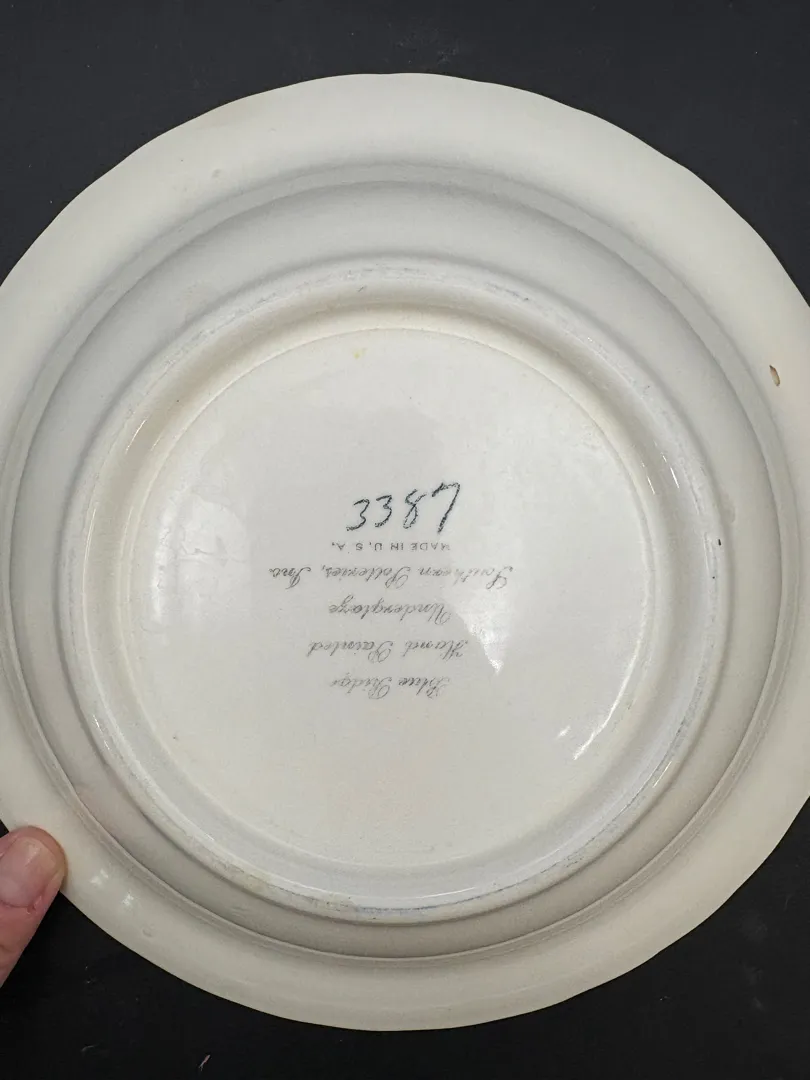 Blue Ridge
Hand Painted
Underglaze
Southern Potteries, Inc.
MADE IN U. S. A.
3387